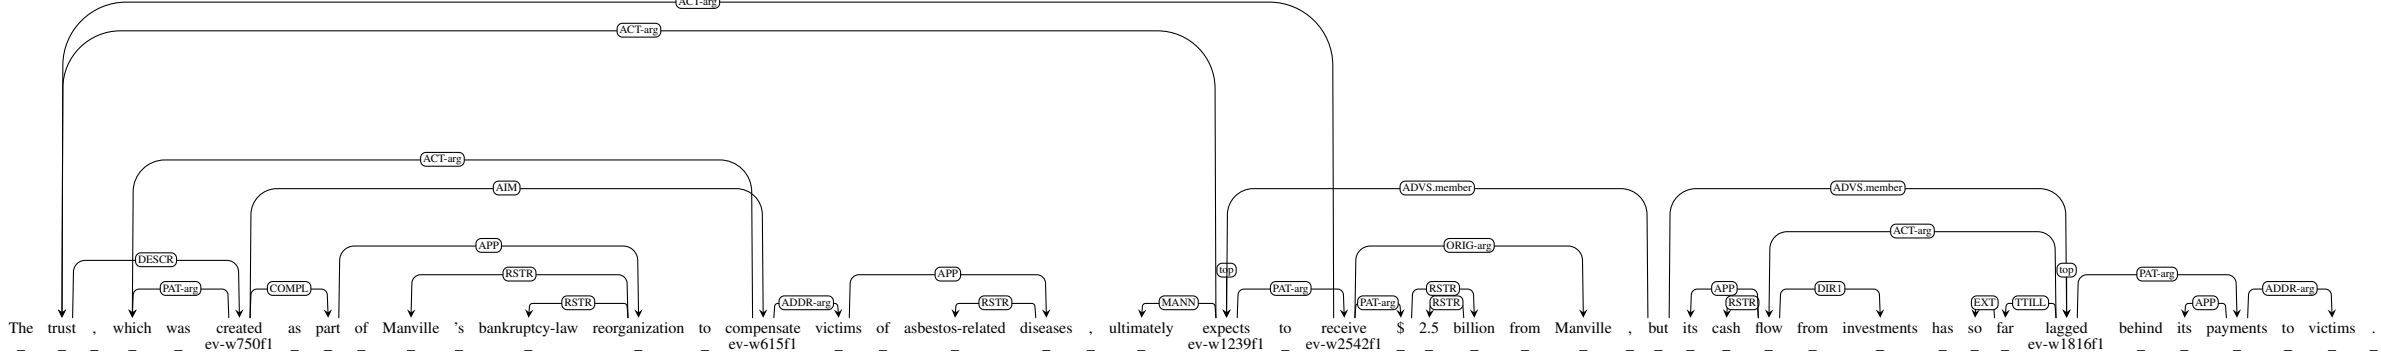 ACT-arg
ACT-arg
ACT-arg
AIM ADVS.member ADVS.member
ACT-arg
APP ORIG-arg
DESCR
top top
RSTR APP PAT-arg
PAT-arg COMPL PAT-arg RSTR APP DIR1 ADDR-arg
RSTR ADDR-arg RSTR MANN PAT-arg RSTR RSTR EXT TTILL APP
The trust , which was created as part of Manville 's bankruptcy-law reorganization to compensate victims of asbestos-related diseases , ultimately expects to receive $ 2.5 billion from Manville , but its cash flow from investments has so far lagged behind its payments to victims .
_ _ _ _ _ ev-w750f1 _ _ _ _ _ _ _ _ ev-w615f1 _ _ _ _ _ _ ev-w1239f1 _ ev-w2542f1 _ _ _ _ _ _ _ _ _ _ _ _ _ _ _ ev-w1816f1 _ _ _ _ _ _